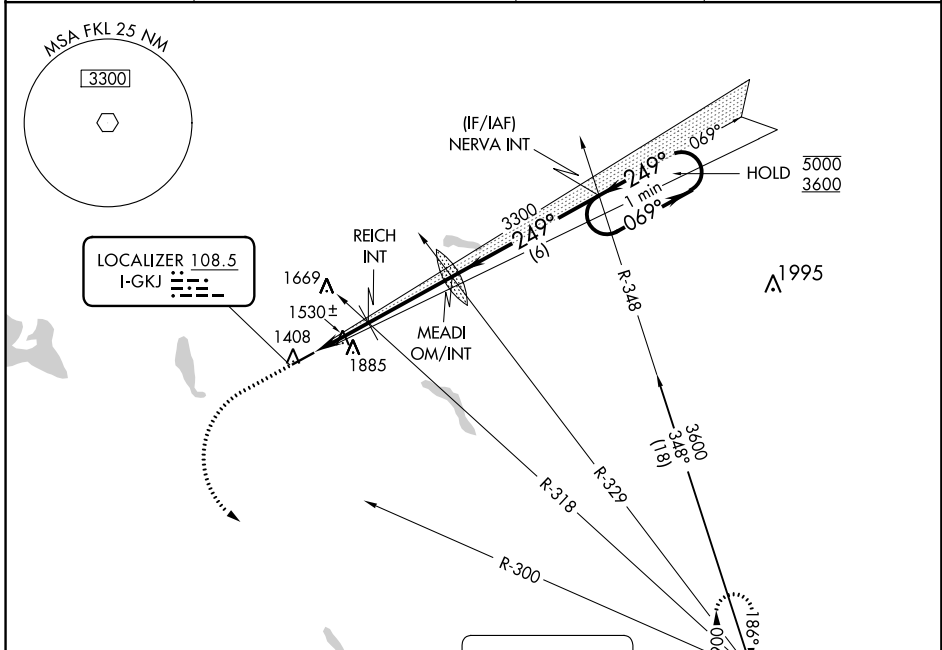 MSA FKL 25 NM
3300
(IF/IAF)
NERVA INT
069°
249°
1 min
069°
HOLD
5000
3600
3300
249°
(6)
REICH
INT
LOCALIZER 108.5
I-GKJ
1669
1530 ±
1408
1885
MEADI
OM/INT
1995
R-348
3600
348°
(18)
R-329
R-318
R-300
186°